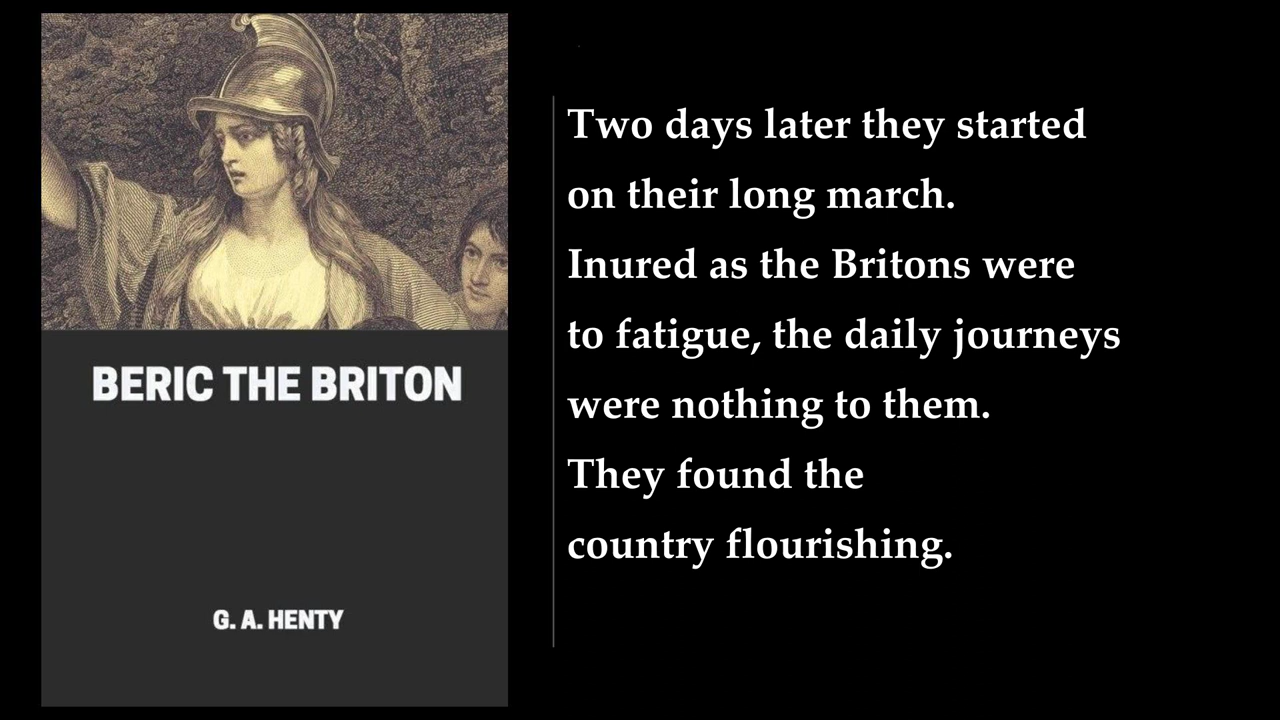 BERIC THE BRITON
G. A. HENTY
Two days later they started
on their long march.
Inured as the Britons were
to fatigue, the daily journeys
were nothing to them.
They found the
country flourishing.